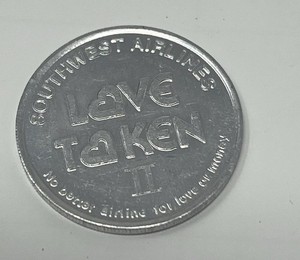 SOUTHWEST AIRLINES
LOVE
TOKEN
II
No better airline for love or money